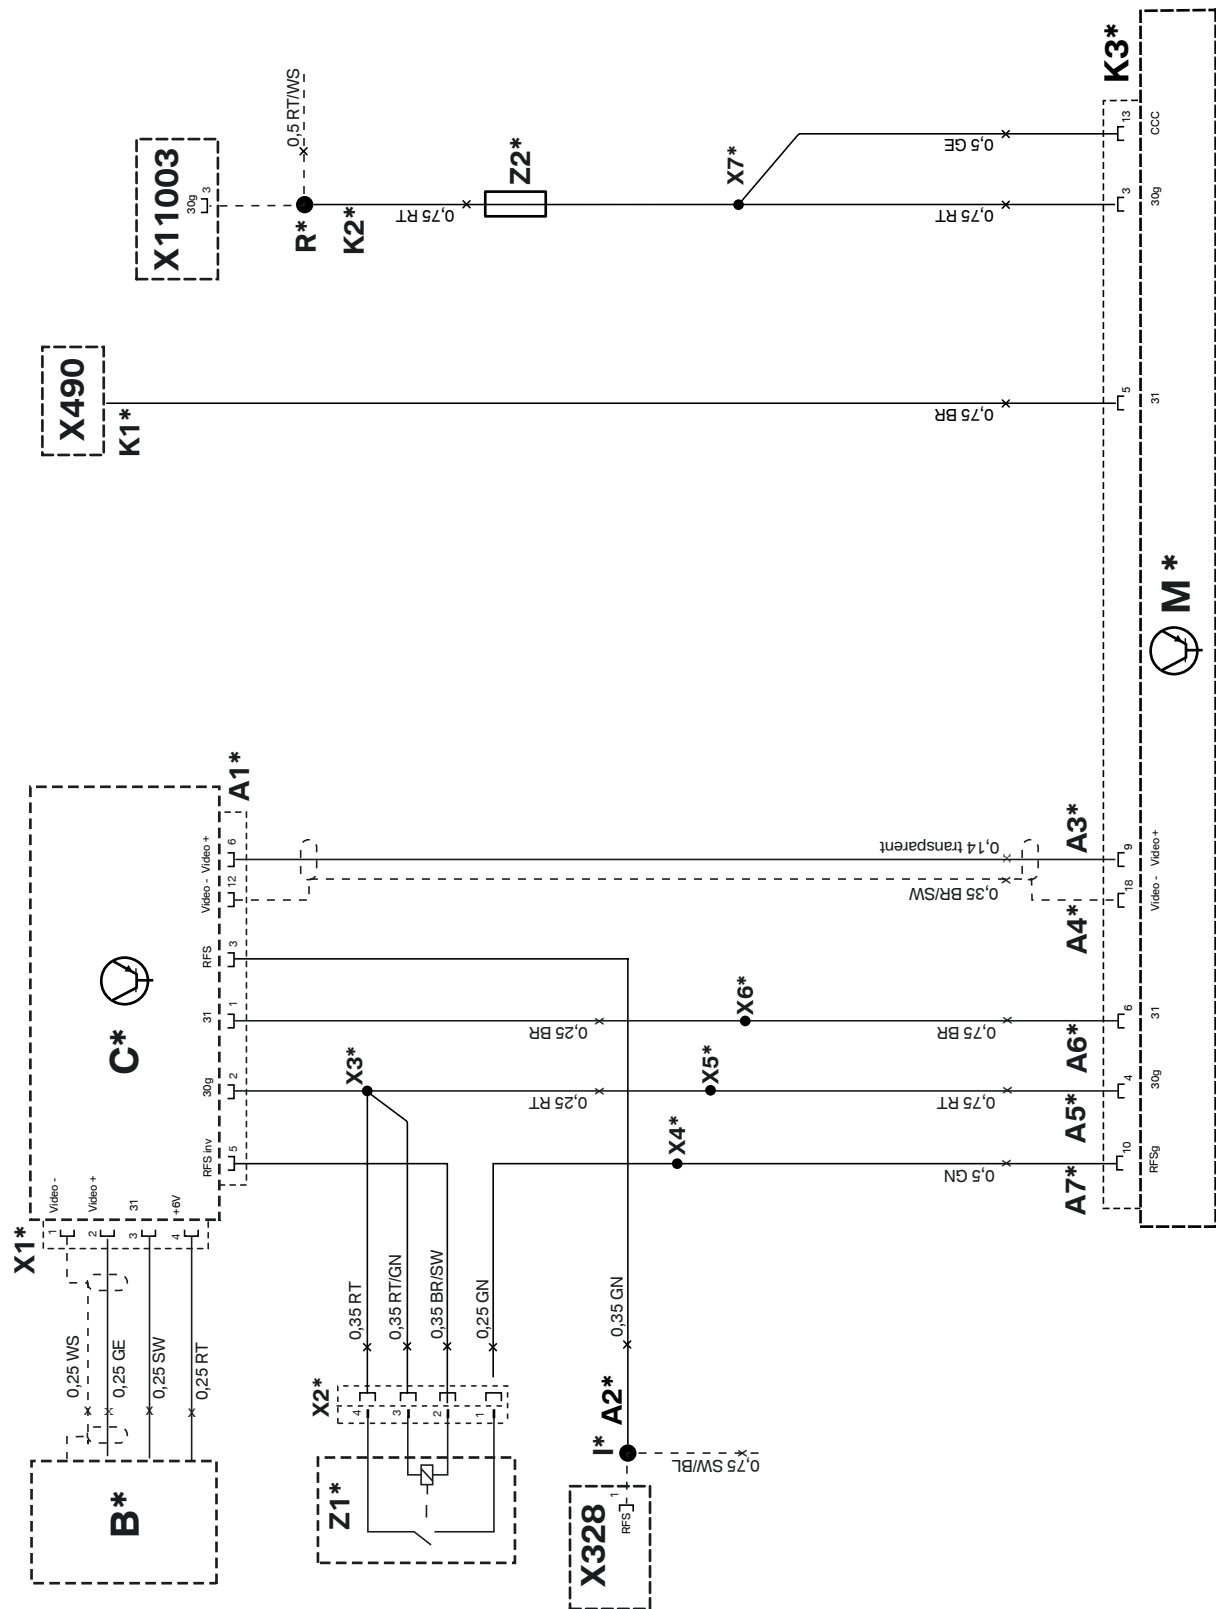 K3*
0,5 RT/WS
X11003
30g
3
R*
K2*
0,75 RT
Z2*
X7*
0,5 GE
13
CCC
0,75 RT
3
30g
X490
K1*
0,75 BR
5
31
M *
A1*
C*
Video +
6
Video -
12
RFS
3
31
1
30g
2
RFS inv
5
0,14 transparent
A3*
9
Video +
0,35 BR/SW
A4*
18
Video -
0,25 BR
X6*
0,75 BR
A6*
6
31
X3*
0,25 RT
X5*
0,75 RT
A5*
4
30g
X4*
0,5 GN
A7*
10
RFSg
X1*
Video -
1
Video +
2
31
3
+6V
4
0,25 WS
0,25 GE
0,25 SW
0,25 RT
B*
0,35 RT
0,35 RT/GN
0,35 BR/SW
0,25 GN
0,35 GN
X2*
4
3
2
1
Z1*
I*
A2*
0,75 SW/BL
X328
RFS
1